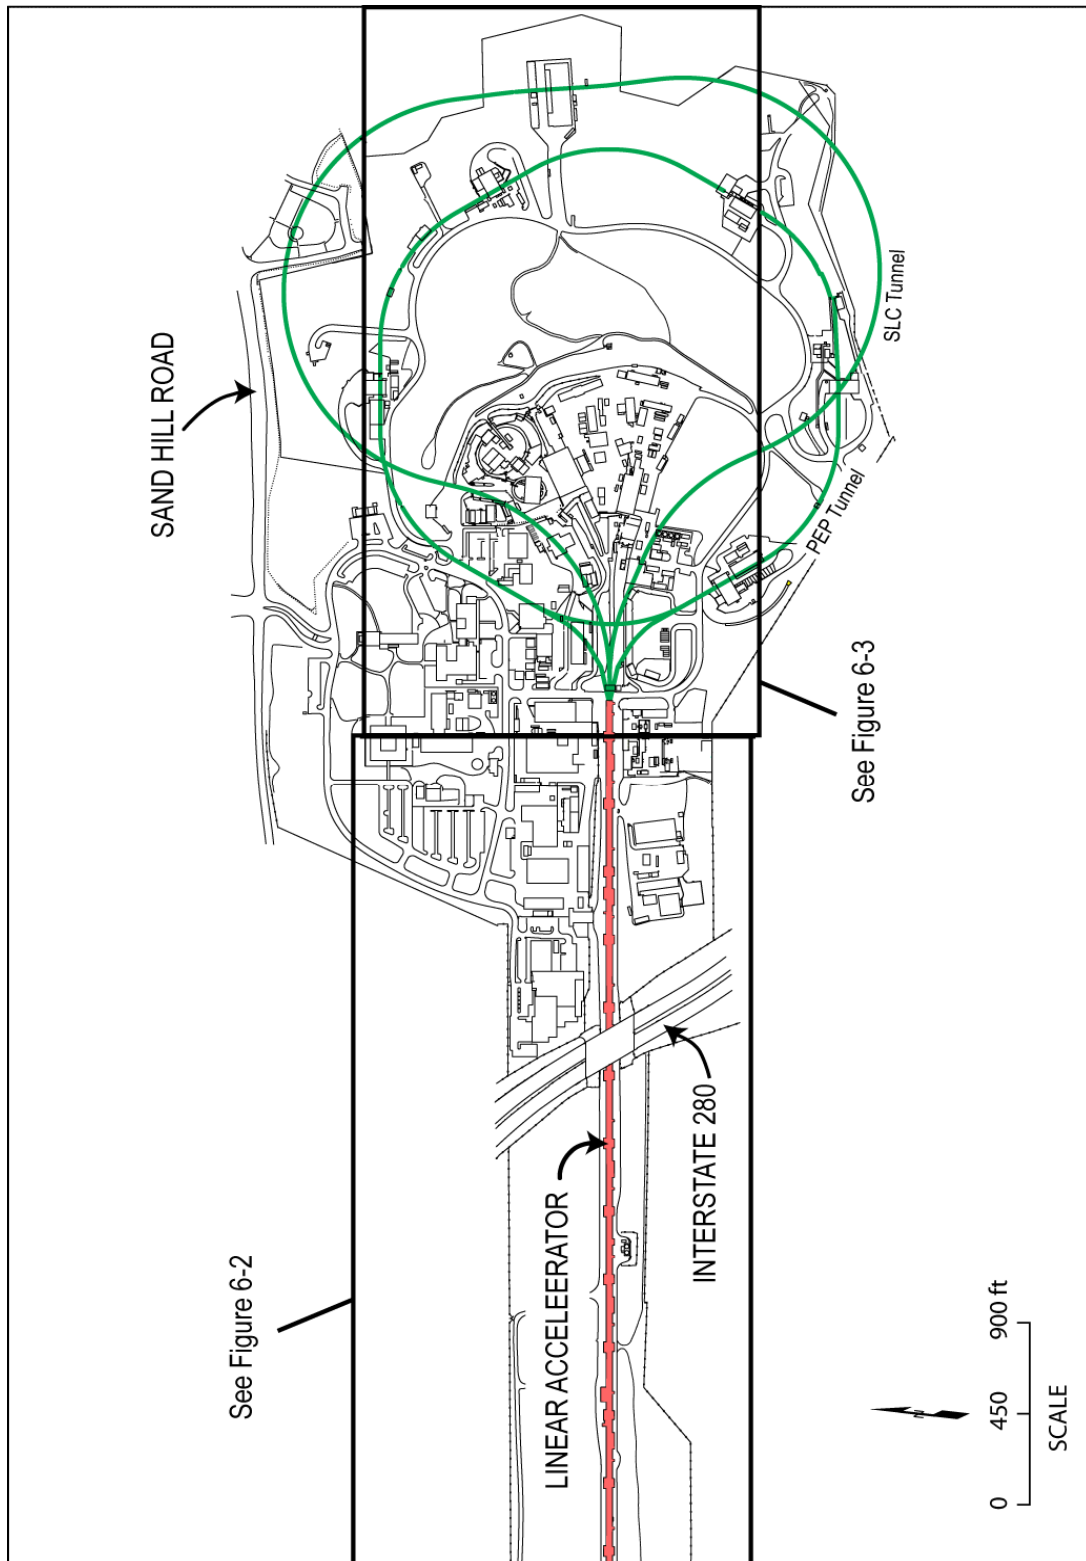 SAND HILL ROAD
See Figure 6-2
LINEAR ACCELEERATOR
INTERSTATE 280
PEP Tunnel
See Figure 6-3
SLC Tunnel
N
0 450 900 ft
SCALE